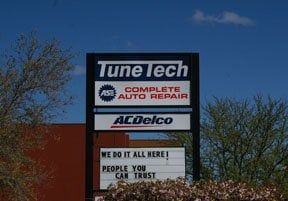 TuneTech
ASE
COMPLETE
AUTO REPAIR
ACDelco
WE DO IT ALL HERE!
PEOPLE YOU
CAN TRUST